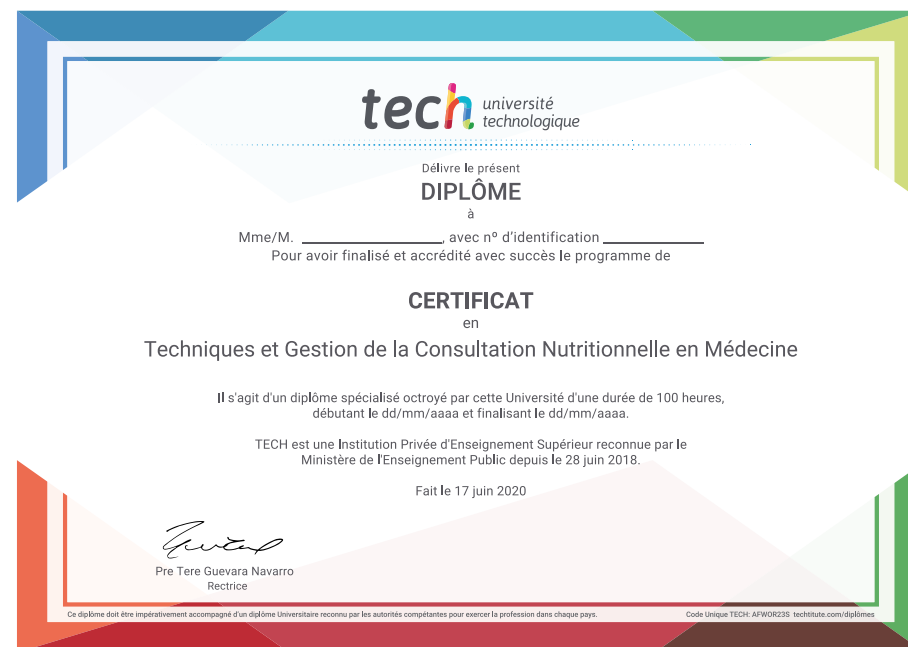 tech université
technologique
Délivre le présent
DIPLÔME
à
Mme/M. ____________________, avec nº d'identification ______________
Pour avoir finalisé et accrédité avec succès le programme de
CERTIFICAT
en
Techniques et Gestion de la Consultation Nutritionnelle en Médecine
Il s'agit d'un diplôme spécialisé octroyé par cette Université d'une durée de 100 heures,
débutant le dd/mm/aaaa et finalisant le dd/mm/aaaa.
TECH est une Institution Privée d'Enseignement Supérieur reconnue par le
Ministère de l'Enseignement Public depuis le 28 juin 2018.
Fait le 17 juin 2020
Pre Tere Guevara Navarro
Rectrice
Ce diplôme doit être impérativement accompagné d'un diplôme Universitaire reconnu par les autorités compétantes pour exercer la profession dans chaque pays. Code Unique TECH: AFWOR23S techtitute.com/diplômes